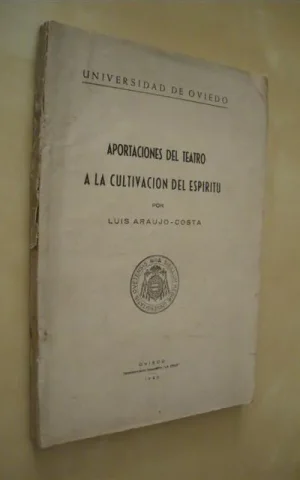 UNIVERSIDAD DE OVIEDO
APORTACIONES DEL TEATRO
A LA CULTIVACION DEL ESPIRITU
POR
LUIS ARAUJO-COSTA
OVIEDO